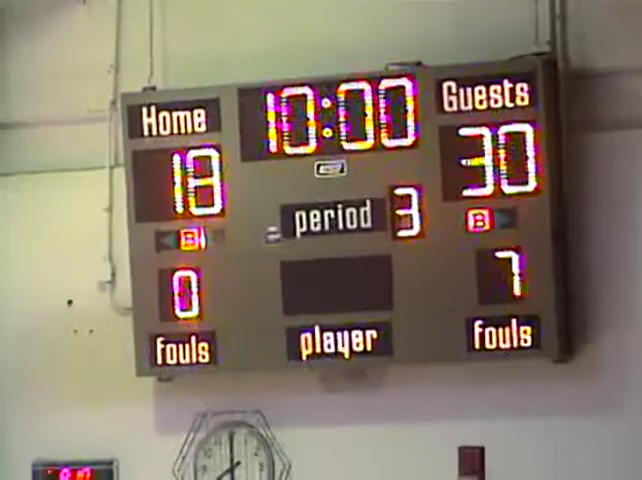 Home 10:00 Guests
18 30
period 3
B B
0 7
fouls player fouls